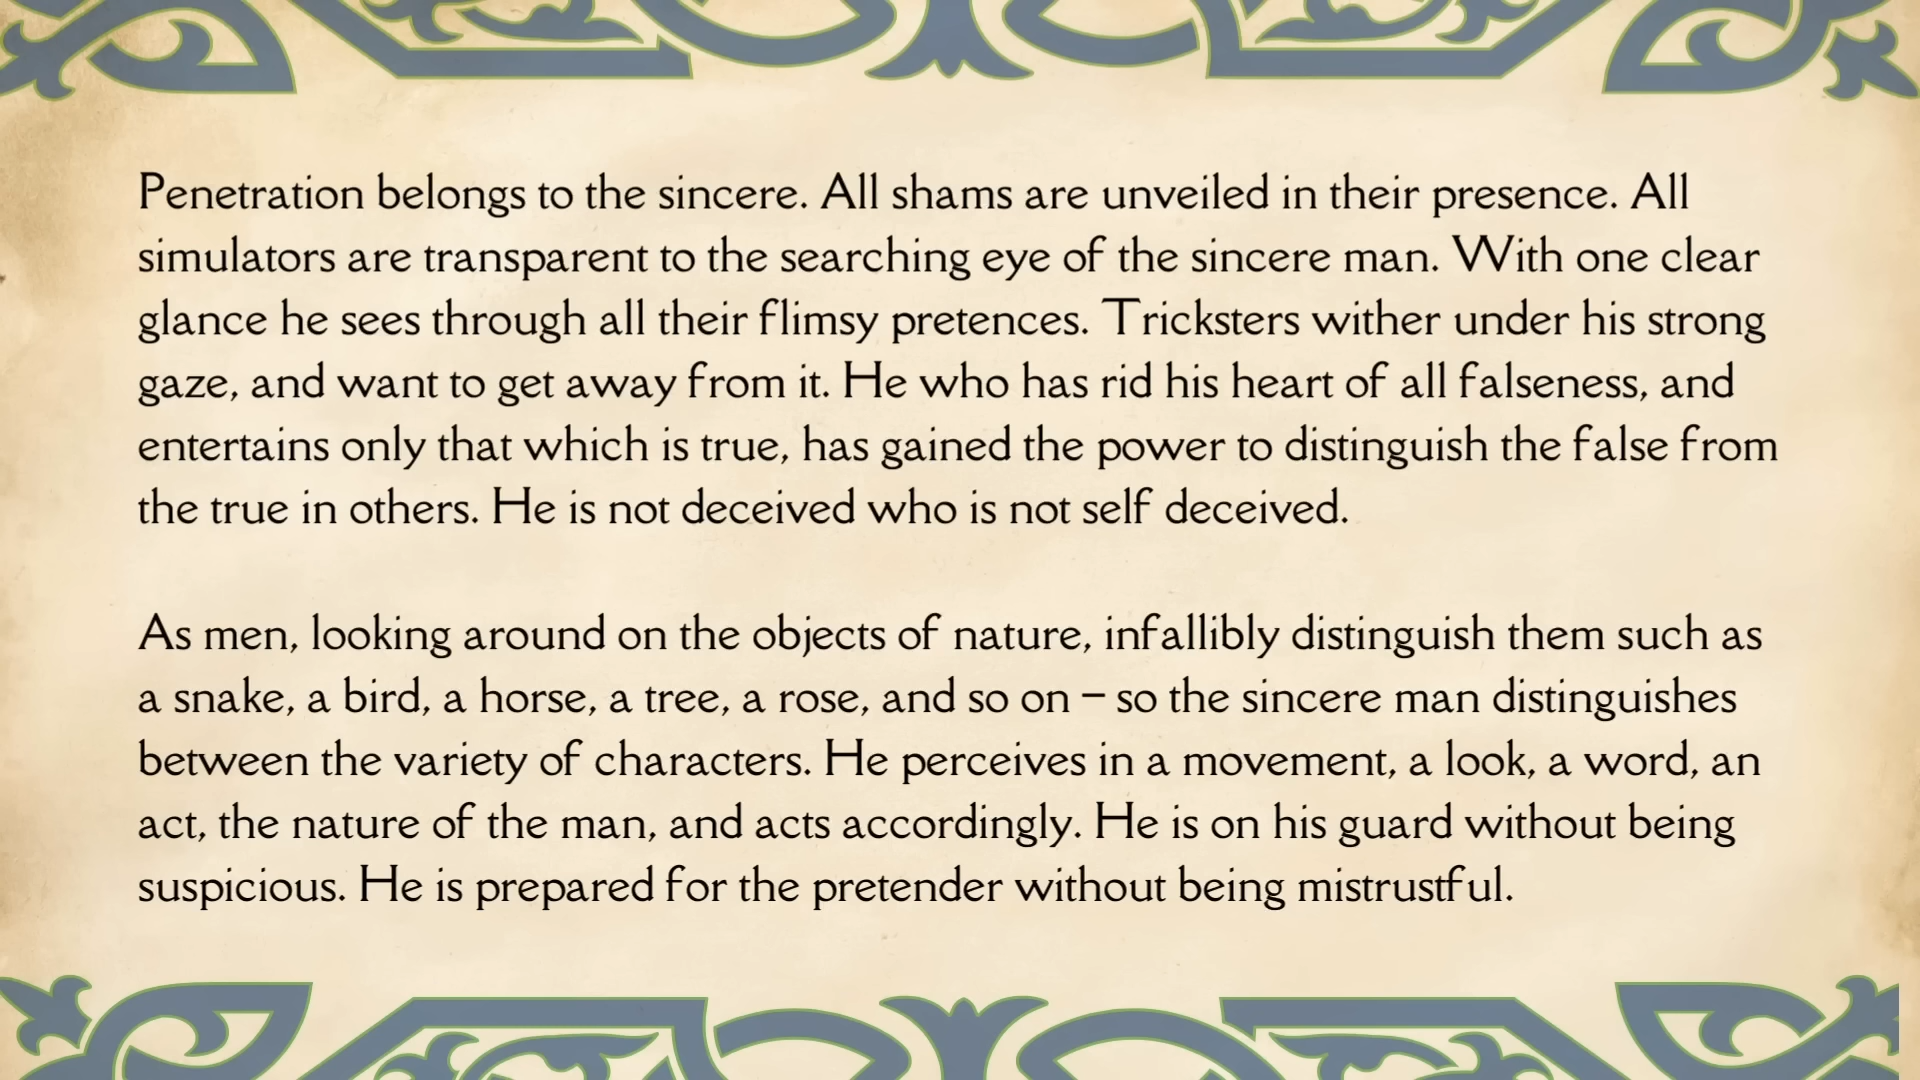 Penetration belongs to the sincere. All shams are unveiled in their presence. All
simulators are transparent to the searching eye of the sincere man. With one clear
glance he sees through all their flimsy pretences. Tricksters wither under his strong
gaze, and want to get away from it. He who has rid his heart of all falseness, and
entertains only that which is true, has gained the power to distinguish the false from
the true in others. He is not deceived who is not self deceived.
As men, looking around on the objects of nature, infallibly distinguish them such as
a snake, a bird, a horse, a tree, a rose, and so on – so the sincere man distinguishes
between the variety of characters. He perceives in a movement, a look, a word, an
act, the nature of the man, and acts accordingly. He is on his guard without being
suspicious. He is prepared for the pretender without being mistrustful.